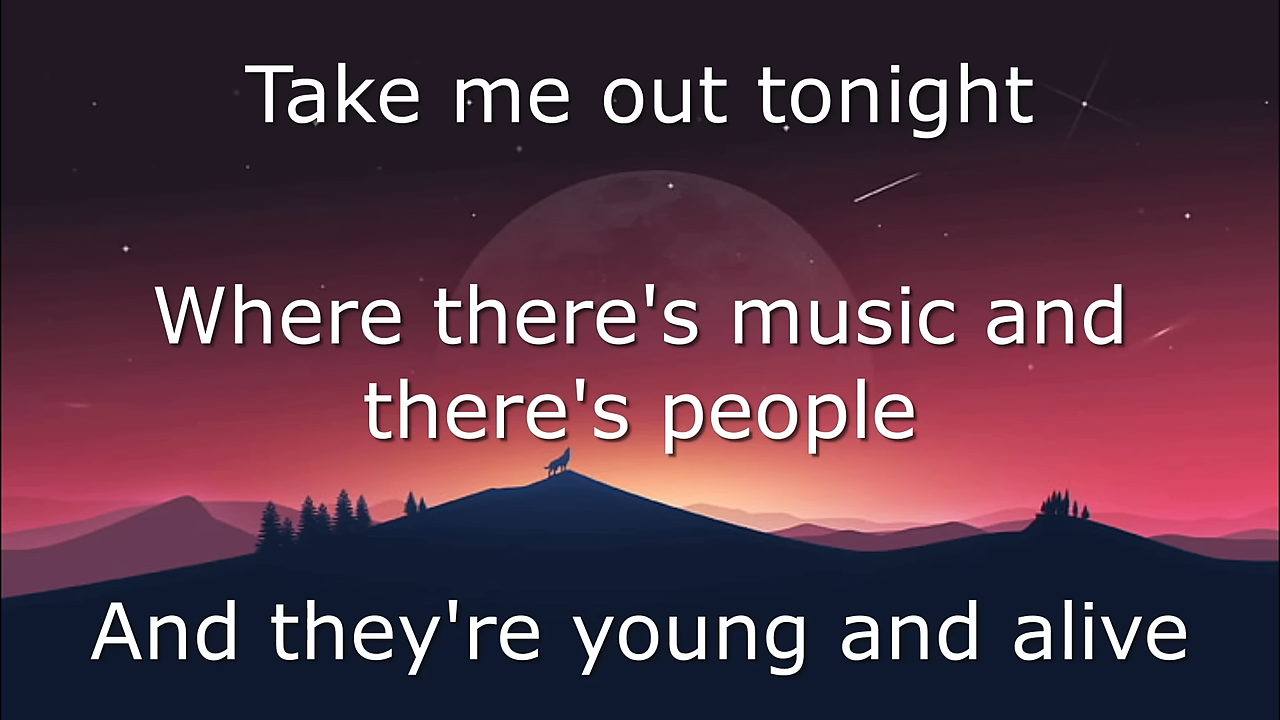 Take me out tonight
Where there's music and
there's people
And they're young and alive